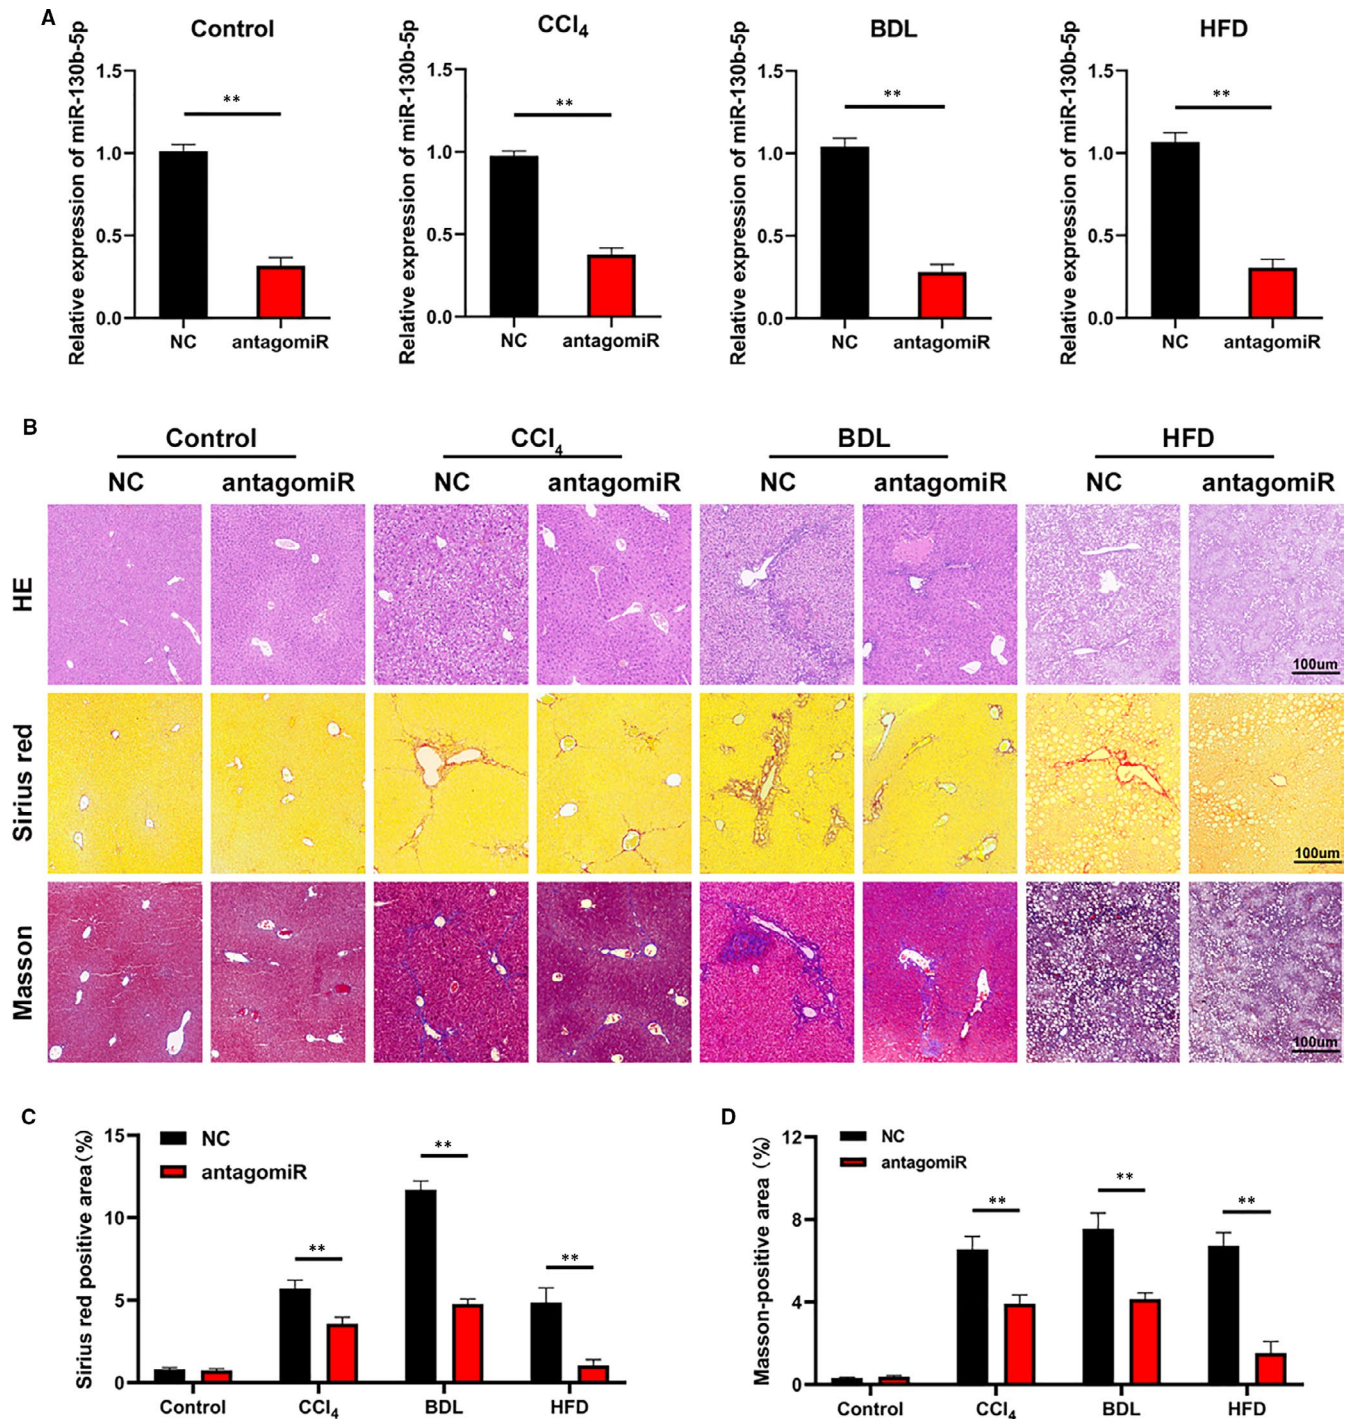 A
Control
CCl4
BDL
HFD
Relative expression of miR-130b-5p
1.5
1.0
0.5
0.0
**
NC
antagomiR
Relative expression of miR-130b-5p
1.5
1.0
0.5
0.0
**
NC
antagomiR
Relative expression of miR-130b-5p
1.5
1.0
0.5
0.0
**
NC
antagomiR
Relative expression of miR-130b-5p
1.5
1.0
0.5
0.0
**
NC
antagomiR
B
Control
CCl4
BDL
HFD
NC
antagomiR
NC
antagomiR
NC
antagomiR
NC
antagomiR
HE
100um
Sirius red
100um
Masson
100um
C
Sirius red positive area(%)
15
10
5
0
NC
antagomiR
**
**
**
Control
CCl4
BDL
HFD
D
Masson-positive area(%)
12
8
4
0
NC
antagomiR
**
**
**
Control
CCl4
BDL
HFD